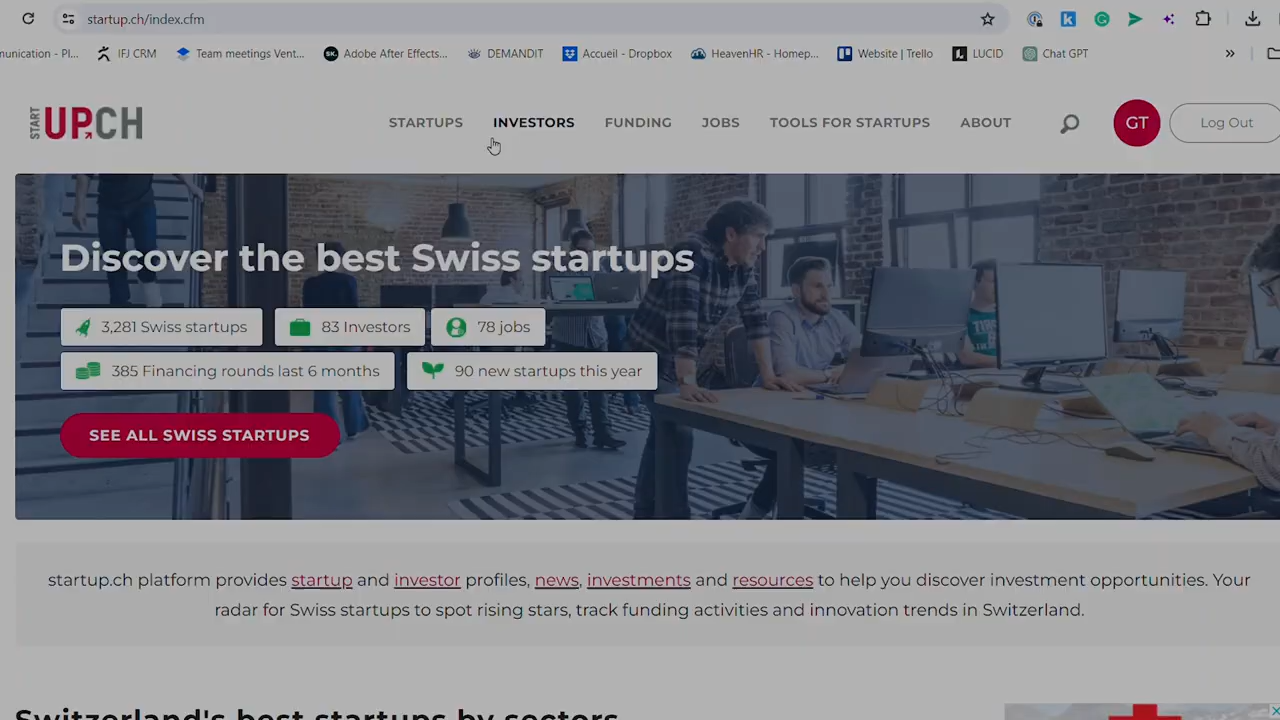 startup.ch/index.cfm
munication - Pl...
IFJ CRM
Team meetings Vent...
Adobe After Effects...
DEMANDIT
Accueil - Dropbox
HeavenHR - Homep...
Website | Trello
LUCID
Chat GPT
START UP.CH
STARTUPS
INVESTORS
FUNDING
JOBS
TOOLS FOR STARTUPS
ABOUT
GT
Log Out
Discover the best Swiss startups
3,281 Swiss startups
83 Investors
78 jobs
385 Financing rounds last 6 months
90 new startups this year
SEE ALL SWISS STARTUPS
startup.ch platform provides startup and investor profiles, news, investments and resources to help you discover investment opportunities. Your
radar for Swiss startups to spot rising stars, track funding activities and innovation trends in Switzerland.
Switzerland's best startups by sectors